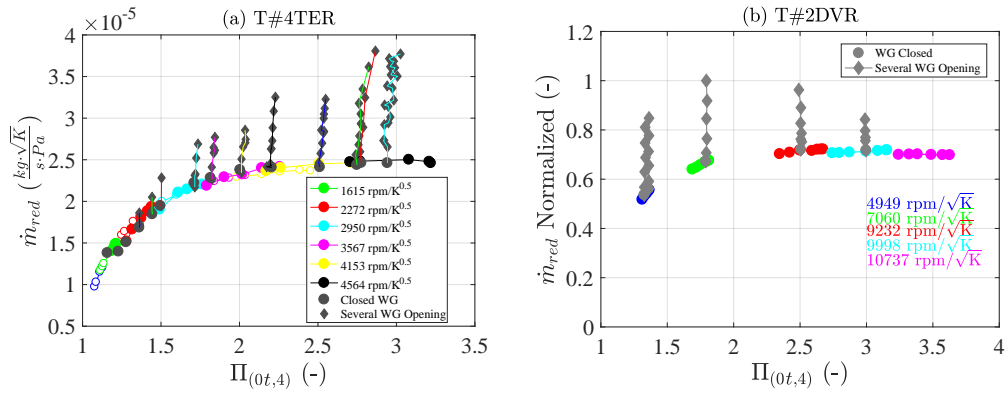 (a) T#4TER
×10⁻⁵
4
3.5
3
2.5
2
1.5
1
0.5
ṁ_red (kg·√K / s·Pa)
1 1.5 2 2.5 3 3.5
Π(0t,4) (-)
1615 rpm/K^0.5
2272 rpm/K^0.5
2950 rpm/K^0.5
3567 rpm/K^0.5
4153 rpm/K^0.5
4564 rpm/K^0.5
Closed WG
Several WG Opening
(b) T#2DVR
1.2
1
0.8
0.6
0.4
0.2
0
ṁ_red Normalized (-)
1 1.5 2 2.5 3 3.5 4
Π(0t,4) (-)
WG Closed
Several WG Opening
4949 rpm/√K
7060 rpm/√K
9232 rpm/√K
9998 rpm/√K
10737 rpm/√K